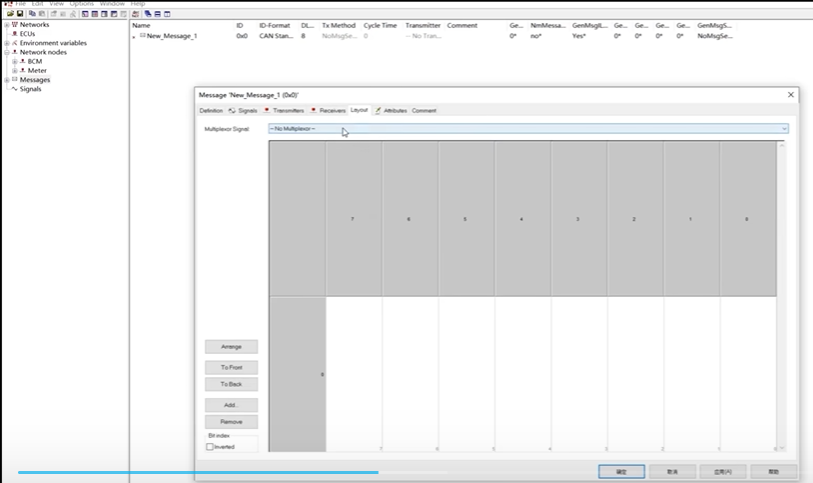 File Edit View Options Window Help
Networks
ECUs
Environment variables
Network nodes
BCM
Meter
Messages
Signals
Name ID ID-Format DL... Tx Method Cycle Time Transmitter Comment Ge... NmMessa... GenMsgIL... Ge... Ge... Ge... Ge... GenMsgS...
New_Message_1 0x0 CAN Stan... 8 NoMsgSe... 0 -- No Tran... 0* no* Yes* 0* 0* 0* 0* NoMsgSe...
Message 'New_Message_1 (0x0)'
Definition Signals Transmitters Receivers Layout Attributes Comment
Multiplexor Signal: -- No Multiplexor --
7 6 5 4 3 2 1 0
0
7 6 5 4 3 2 1 0
Arrange
To Front
To Back
Add...
Remove
Bit index
Inverted
确定 取消 应用(A) 帮助